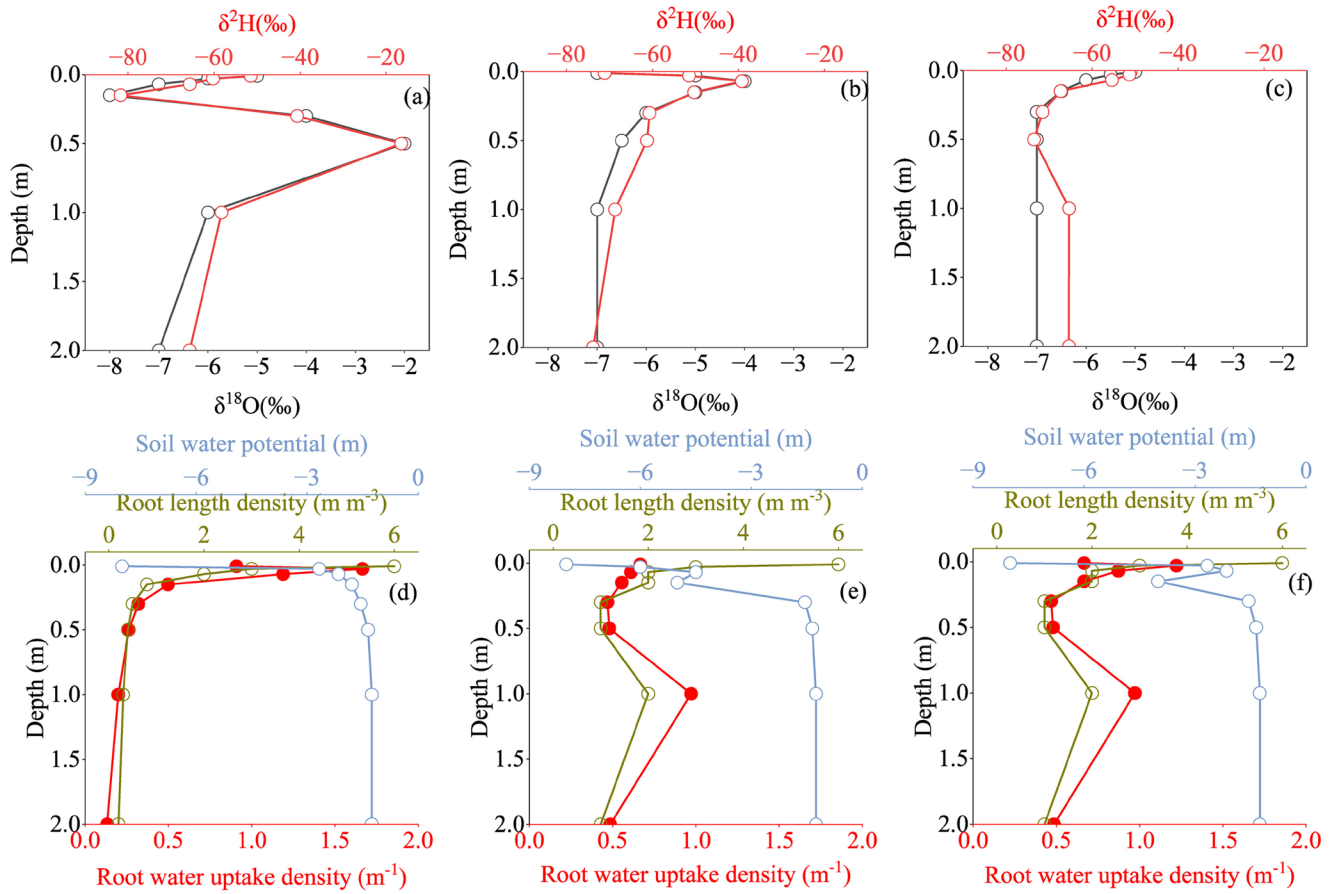 δ²H(‰) δ²H(‰) δ²H(‰)
−80 −60 −40 −20 −80 −60 −40 −20 −80 −60 −40 −20
0.0 (a) 0.0 (b) 0.0 (c)
0.5 0.5 0.5
Depth (m) Depth (m) Depth (m)
1.0 1.0 1.0
1.5 1.5 1.5
2.0 2.0 2.0
−8 −7 −6 −5 −4 −3 −2 −8 −7 −6 −5 −4 −3 −2 −8 −7 −6 −5 −4 −3 −2
δ¹⁸O(‰) δ¹⁸O(‰) δ¹⁸O(‰)
Soil water potential (m) Soil water potential (m) Soil water potential (m)
−9 −6 −3 0 −9 −6 −3 0 −9 −6 −3 0
Root length density (m m⁻³) Root length density (m m⁻³) Root length density (m m⁻³)
0 2 4 6 0 2 4 6 0 2 4 6
0.0 (d) 0.0 (e) 0.0 (f)
0.5 0.5 0.5
Depth (m) Depth (m) Depth (m)
1.0 1.0 1.0
1.5 1.5 1.5
2.0 2.0 2.0
0.0 0.5 1.0 1.5 2.0 0.0 0.5 1.0 1.5 2.0 0.0 0.5 1.0 1.5 2.0
Root water uptake density (m⁻¹) Root water uptake density (m⁻¹) Root water uptake density (m⁻¹)